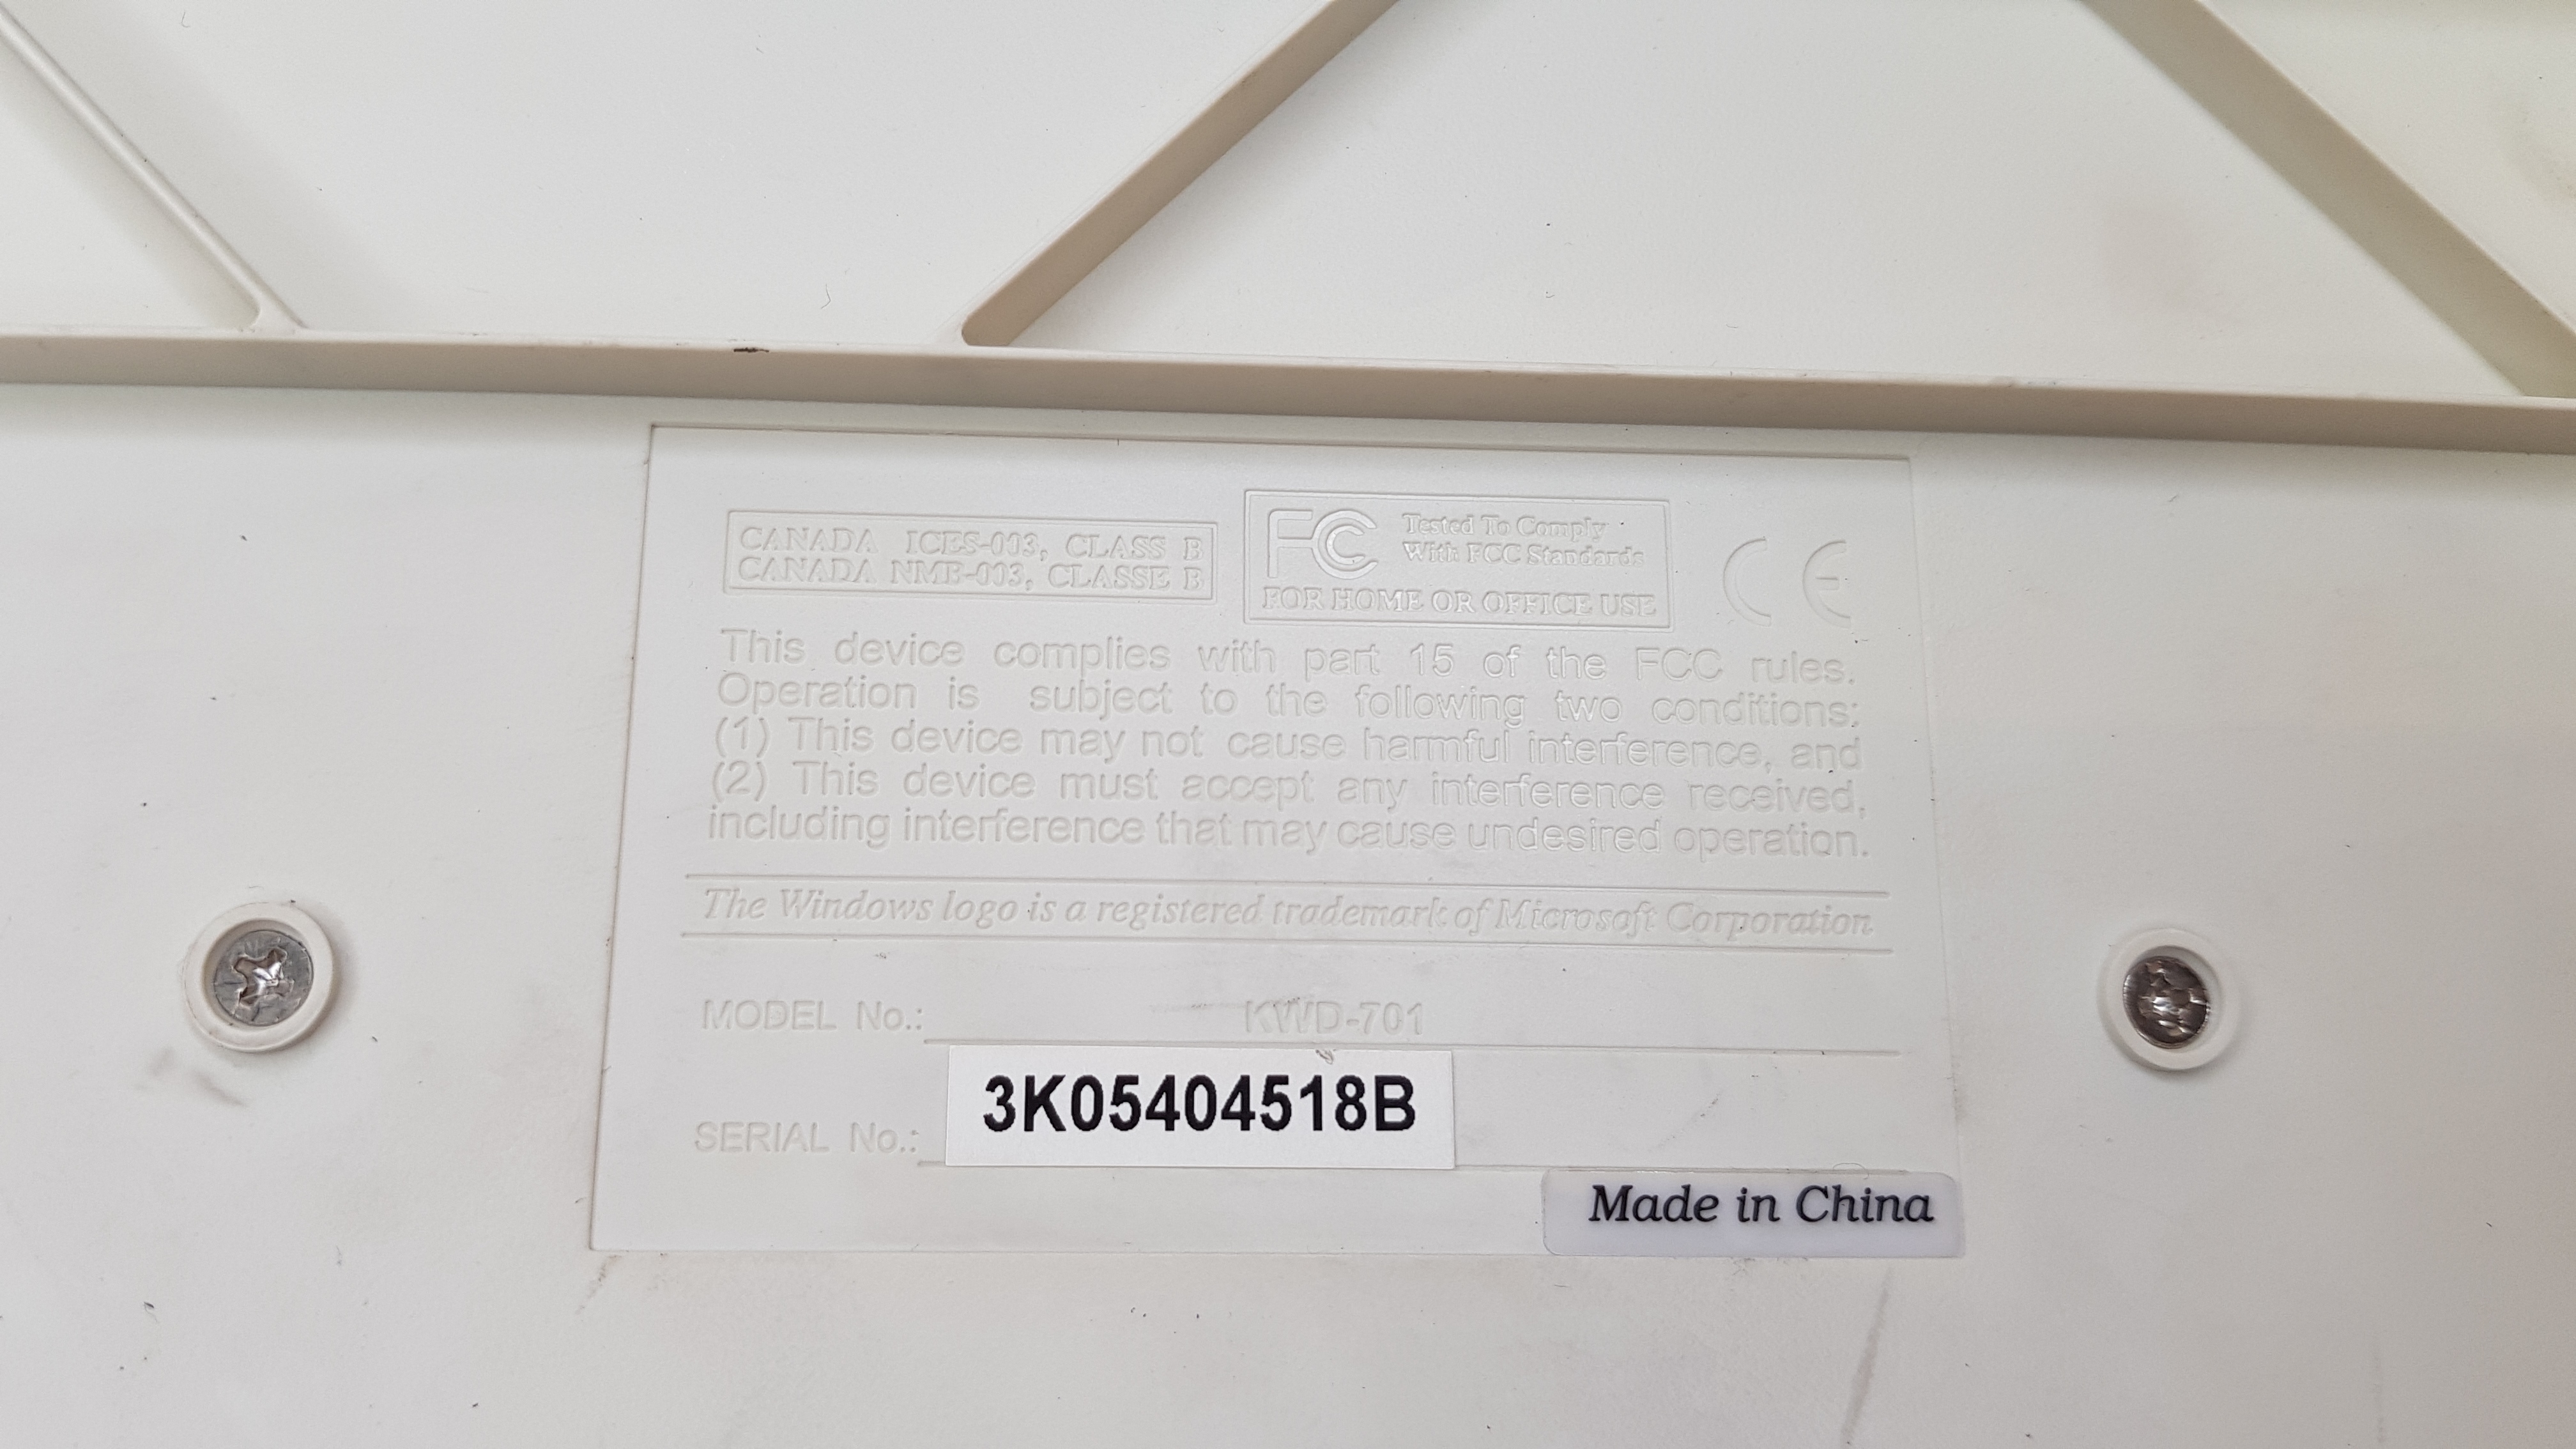 CANADA ICES-003, CLASS B
CANADA NMB-003, CLASSE B
FC Tested To Comply
With FCC Standards
FOR HOME OR OFFICE USE
CE
This device complies with part 15 of the FCC rules.
Operation is subject to the following two conditions:
(1) This device may not cause harmful interference, and
(2) This device must accept any interference received,
including interference that may cause undesired operation.
The Windows logo is a registered trademark of Microsoft Corporation
MODEL No.: KWD-701
SERIAL No.: 3K05404518B
Made in China